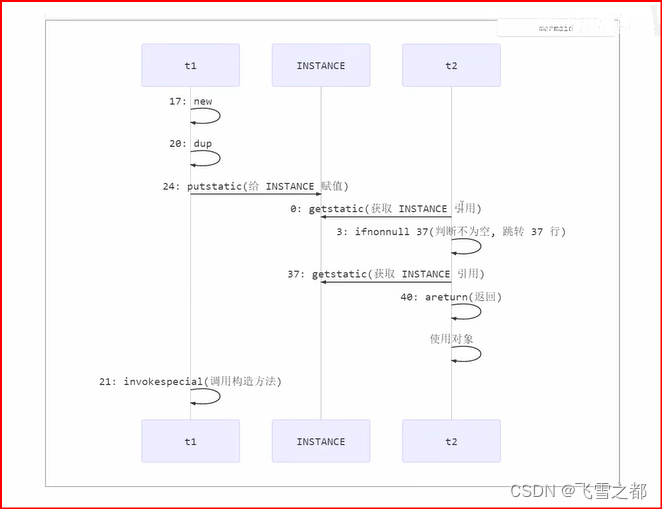 mermaid
t1 INSTANCE t2
17: new
20: dup
24: putstatic(给 INSTANCE 赋值)
0: getstatic(获取 INSTANCE 引用)
3: ifnonnull 37(判断不为空, 跳转 37 行)
37: getstatic(获取 INSTANCE 引用)
40: areturn(返回)
使用对象
21: invokespecial(调用构造方法)
t1 INSTANCE t2
CSDN @飞雪之都